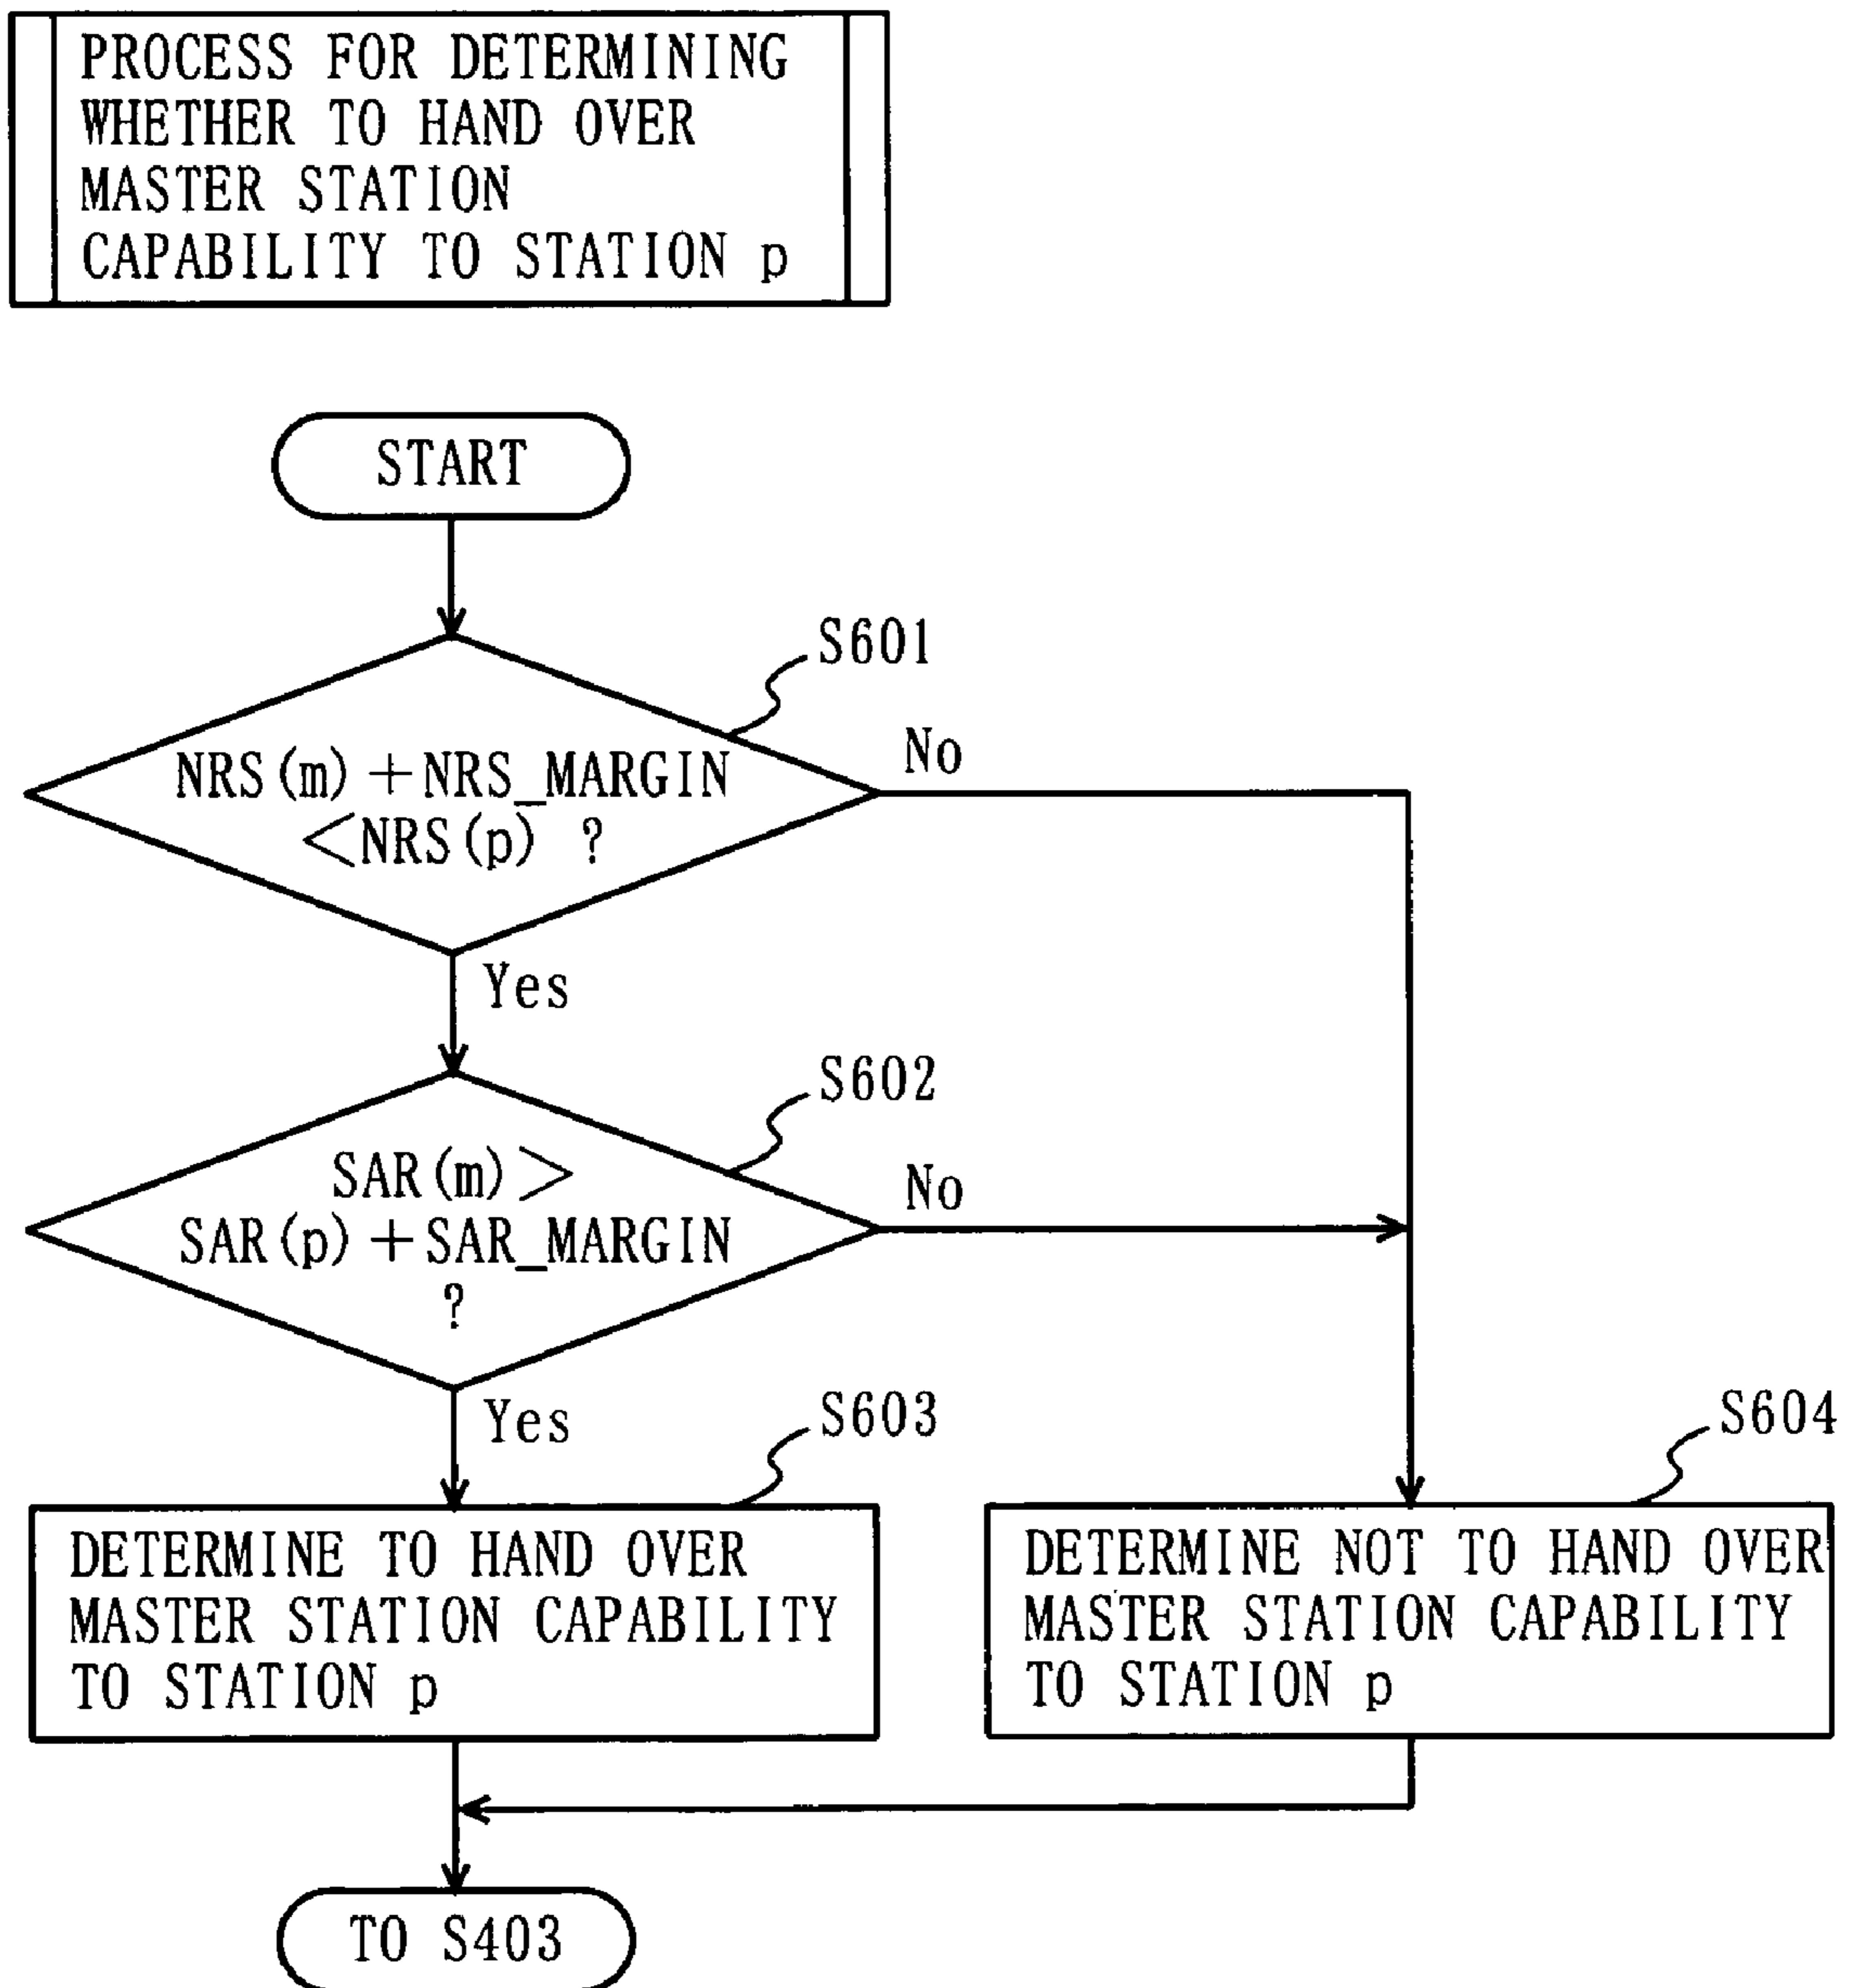 PROCESS FOR DETERMINING
WHETHER TO HAND OVER
MASTER STATION
CAPABILITY TO STATION p
START
S601
NRS(m)+NRS_MARGIN
<NRS(p) ?
No
Yes
S602
SAR(m)>
SAR(p)+SAR_MARGIN
?
No
Yes
S603
DETERMINE TO HAND OVER
MASTER STATION CAPABILITY
TO STATION p
S604
DETERMINE NOT TO HAND OVER
MASTER STATION CAPABILITY
TO STATION p
TO S403